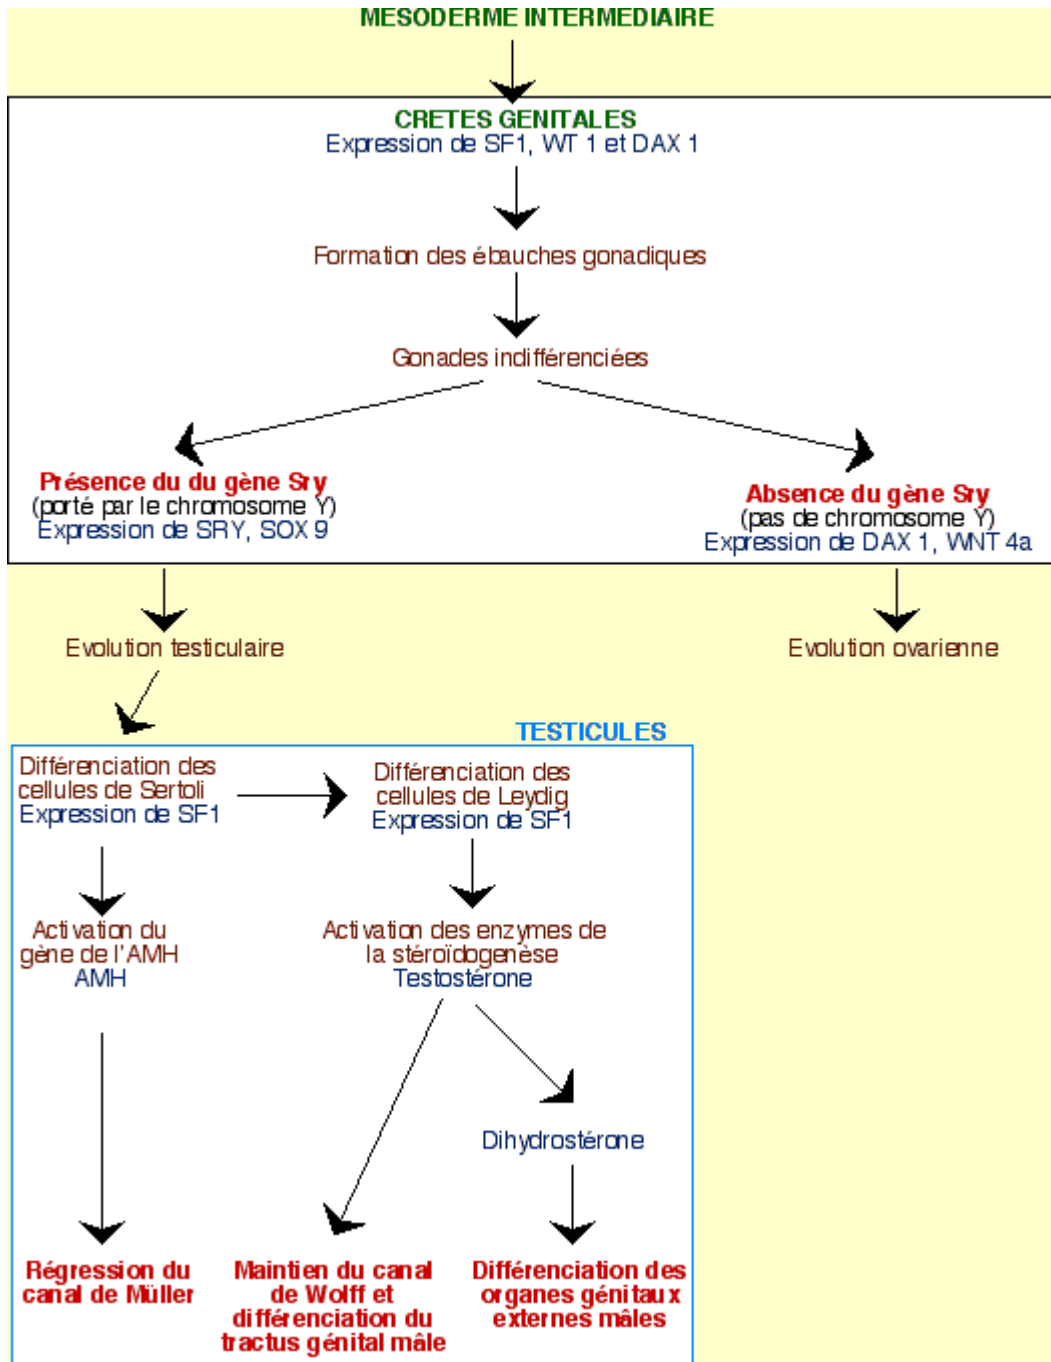 MESODERME INTERMEDIAIRE
CRETES GENITALES
Expression de SF1, WT 1 et DAX 1
Formation des ébauches gonadiques
Gonades indifférenciées
Présence du du gène Sry
(porté par le chromosome Y)
Expression de SRY, SOX 9
Absence du gène Sry
(pas de chromosome Y)
Expression de DAX 1, WNT 4a
Evolution testiculaire
Evolution ovarienne
TESTICULES
Différenciation des
cellules de Sertoli
Expression de SF1
Différenciation des
cellules de Leydig
Expression de SF1
Activation du
gène de l'AMH
AMH
Activation des enzymes de
la stéroïdogenèse
Testostérone
Dihydrostérone
Régression du
canal de Müller
Maintien du canal
de Wolff et
différenciation du
tractus génital mâle
Différenciation des
organes génitaux
externes mâles